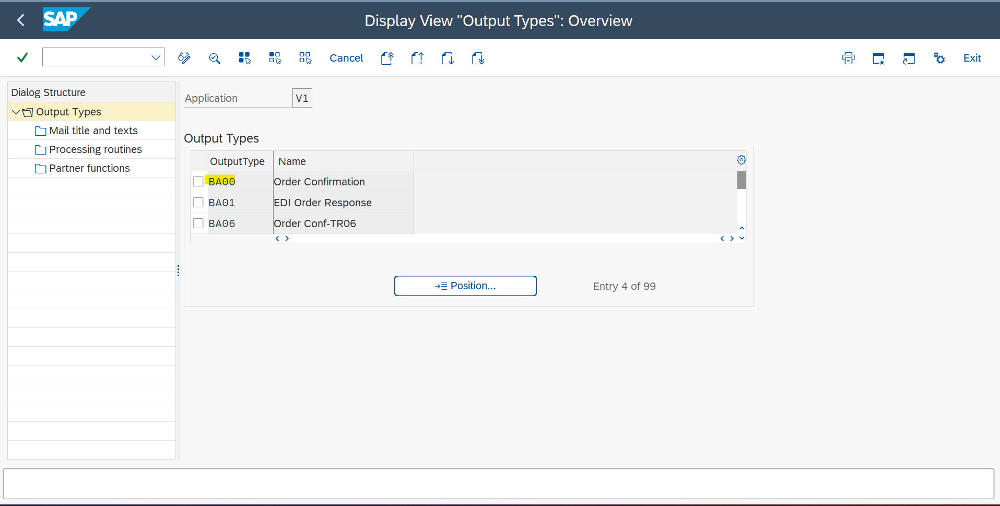 SAP
Display View "Output Types": Overview
Cancel
Exit
Dialog Structure
Output Types
Mail title and texts
Processing routines
Partner functions
Application V1
Output Types
OutputType Name
BA00 Order Confirmation
BA01 EDI Order Response
BA06 Order Conf-TR06
Position...
Entry 4 of 99